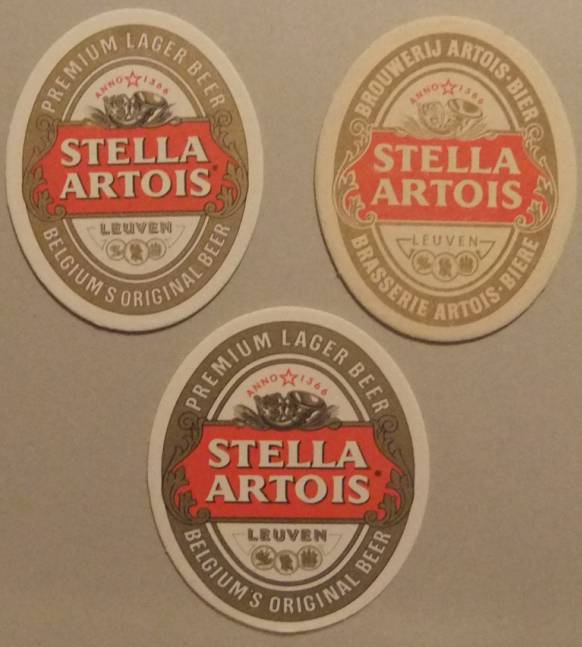 PREMIUM LAGER BEER
ANNO ☆ 1366
STELLA
ARTOIS
LEUVEN
BELGIUM'S ORIGINAL BEER
BROUWERIJ ARTOIS·BIER
ANNO ☆ 1366
STELLA
ARTOIS
LEUVEN
BRASSERIE ARTOIS·BIERE
PREMIUM LAGER BEER
ANNO ☆ 1366
STELLA
ARTOIS
LEUVEN
BELGIUM'S ORIGINAL BEER